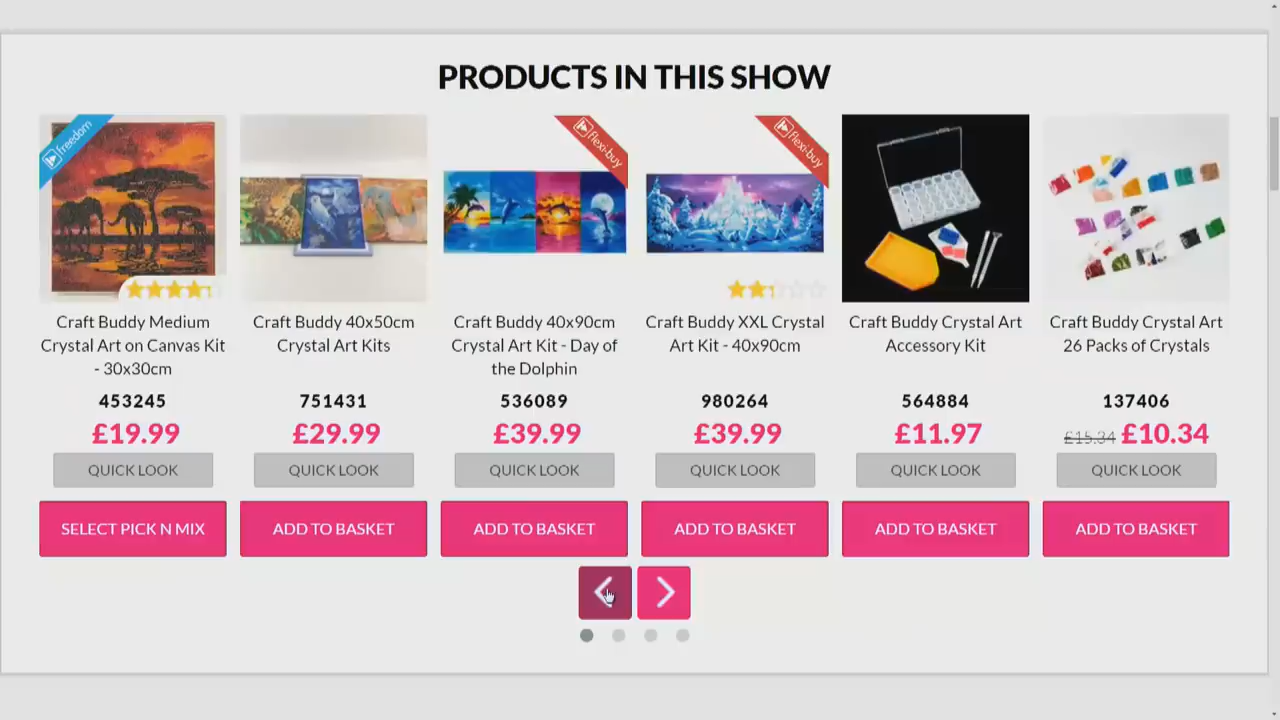 PRODUCTS IN THIS SHOW
freedom
flexi-buy
flexi-buy
Craft Buddy Medium
Crystal Art on Canvas Kit
- 30x30cm
453245
£19.99
QUICK LOOK
SELECT PICK N MIX
Craft Buddy 40x50cm
Crystal Art Kits
751431
£29.99
QUICK LOOK
ADD TO BASKET
Craft Buddy 40x90cm
Crystal Art Kit - Day of
the Dolphin
536089
£39.99
QUICK LOOK
ADD TO BASKET
Craft Buddy XXL Crystal
Art Kit - 40x90cm
980264
£39.99
QUICK LOOK
ADD TO BASKET
Craft Buddy Crystal Art
Accessory Kit
564884
£11.97
QUICK LOOK
ADD TO BASKET
Craft Buddy Crystal Art
26 Packs of Crystals
137406
£15.34 £10.34
QUICK LOOK
ADD TO BASKET